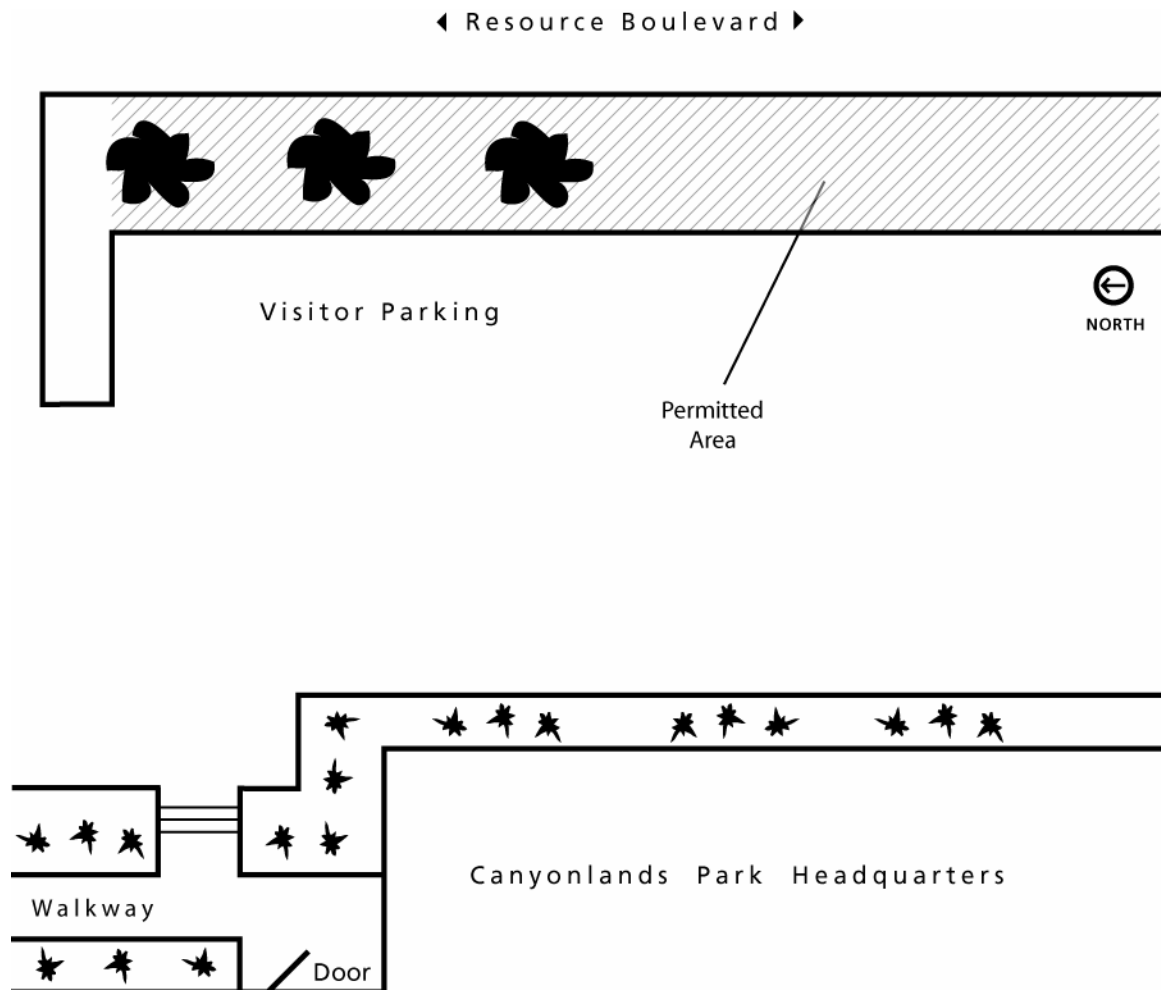 Resource Boulevard
Visitor Parking
NORTH
Permitted
Area
Canyonlands Park Headquarters
Walkway
Door